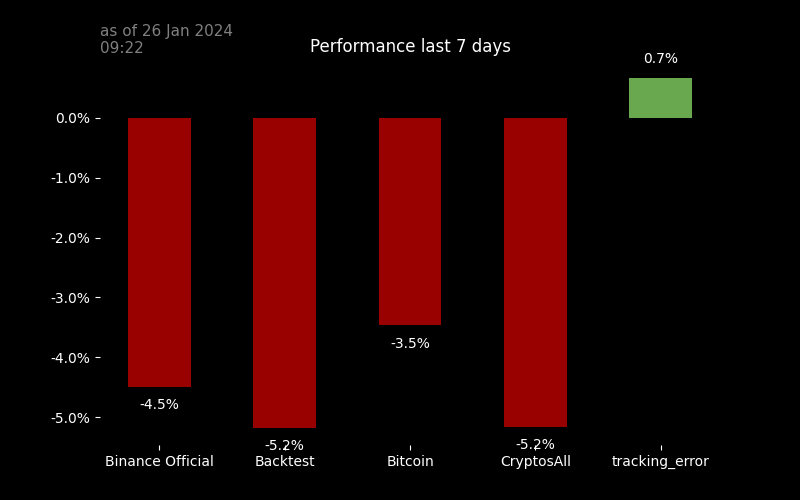 as of 26 Jan 2024
09:22
Performance last 7 days
0.7%
0.0%
-1.0%
-2.0%
-3.0%
-4.0%
-5.0%
-3.5%
-4.5%
-5.2%
-5.2%
Binance Official
Backtest
Bitcoin
CryptosAll
tracking_error